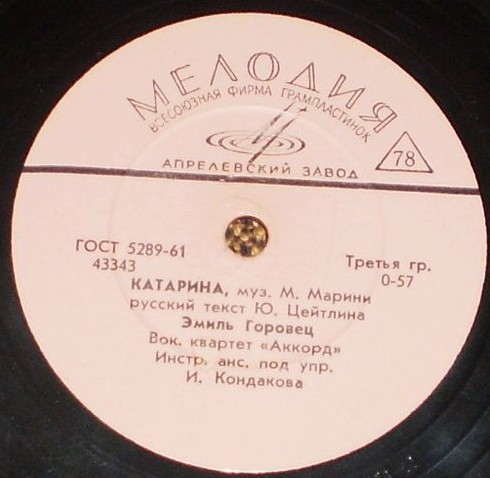 МЕЛОДИЯ
ВСЕСОЮЗНАЯ ФИРМА ГРАМПЛАСТИНОК
78
АПРЕЛЕВСКИЙ ЗАВОД
ГОСТ 5289-61
43343
Третья гр.
0-57
КАТАРИНА, муз. М. Марини
русский текст Ю. Цейтлина
Эмиль Горовец
Вок. квартет «Аккорд»
Инстр. анс. под упр.
И. Кондакова